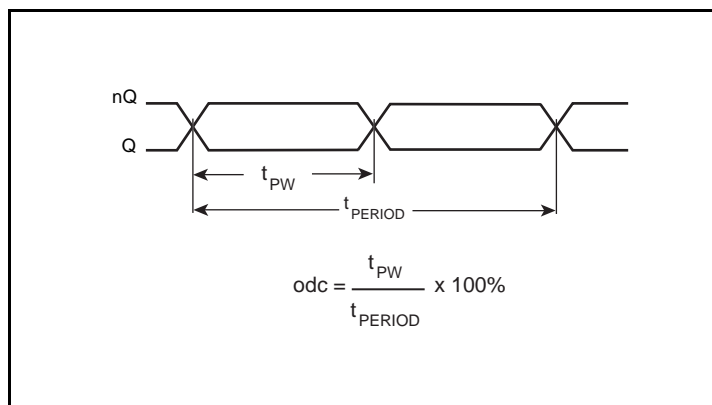 nQ
Q
tPW
tPERIOD
odc = tPW / tPERIOD x 100%